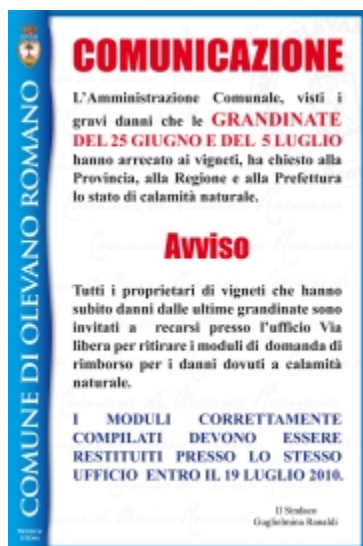 COMUNE DI OLEVANO ROMANO
COMUNICAZIONE
L'Amministrazione Comunale, visti i
gravi danni che le GRANDINATE
DEL 25 GIUGNO E DEL 5 LUGLIO
hanno arrecato ai vigneti, ha chiesto alla
Provincia, alla Regione e alla Prefettura
lo stato di calamità naturale.
Avviso
Tutti i proprietari di vigneti che hanno
subito danni dalle ultime grandinate sono
invitati a recarsi presso l'ufficio Via
libera per ritirare i moduli di domanda di
rimborso per i danni dovuti a calamità
naturale.
I MODULI CORRETTAMENTE
COMPILATI DEVONO ESSERE
RESTITUITI PRESSO LO STESSO
UFFICIO ENTRO IL 19 LUGLIO 2010.
Il Sindaco
Guglielmina Ranaldi